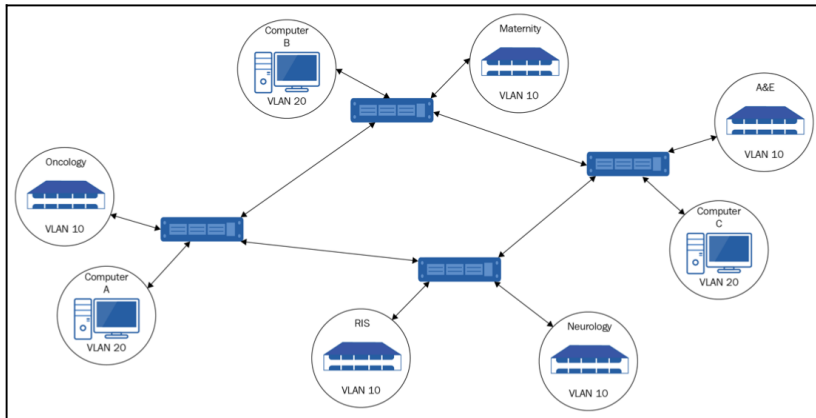 Computer
B
VLAN 20
Maternity
VLAN 10
A&E
VLAN 10
Oncology
VLAN 10
Computer
C
VLAN 20
Computer
A
VLAN 20
RIS
VLAN 10
Neurology
VLAN 10